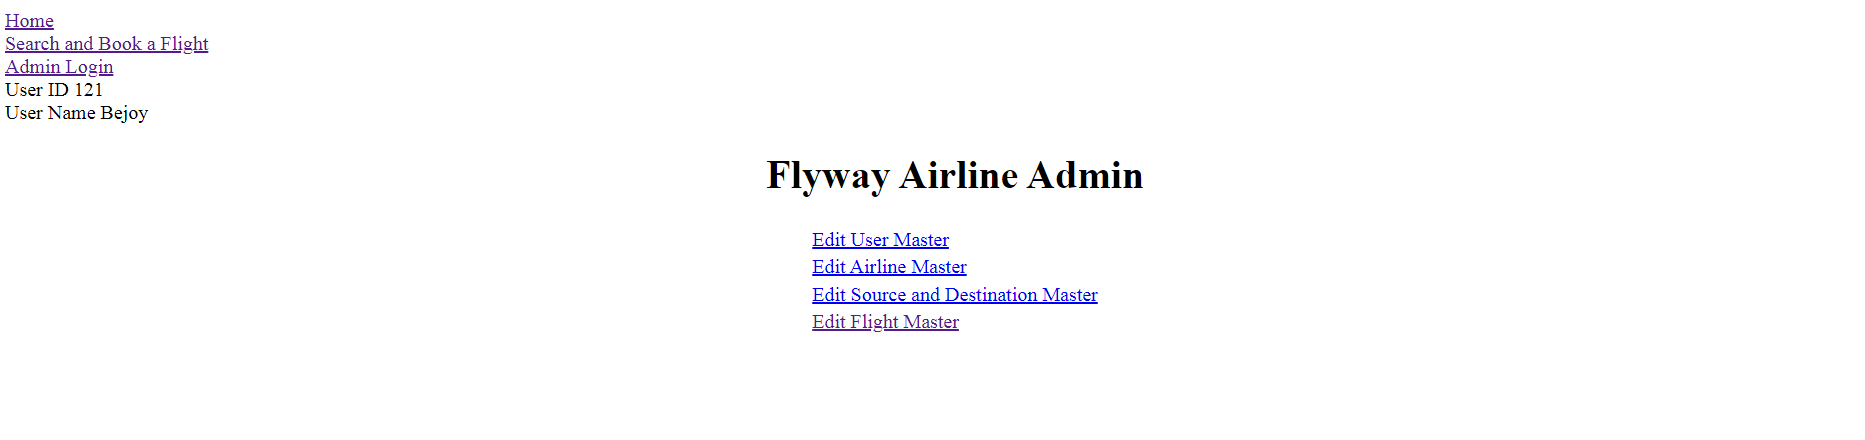 Home
Search and Book a Flight
Admin Login
User ID 121
User Name Bejoy
Flyway Airline Admin
Edit User Master
Edit Airline Master
Edit Source and Destination Master
Edit Flight Master